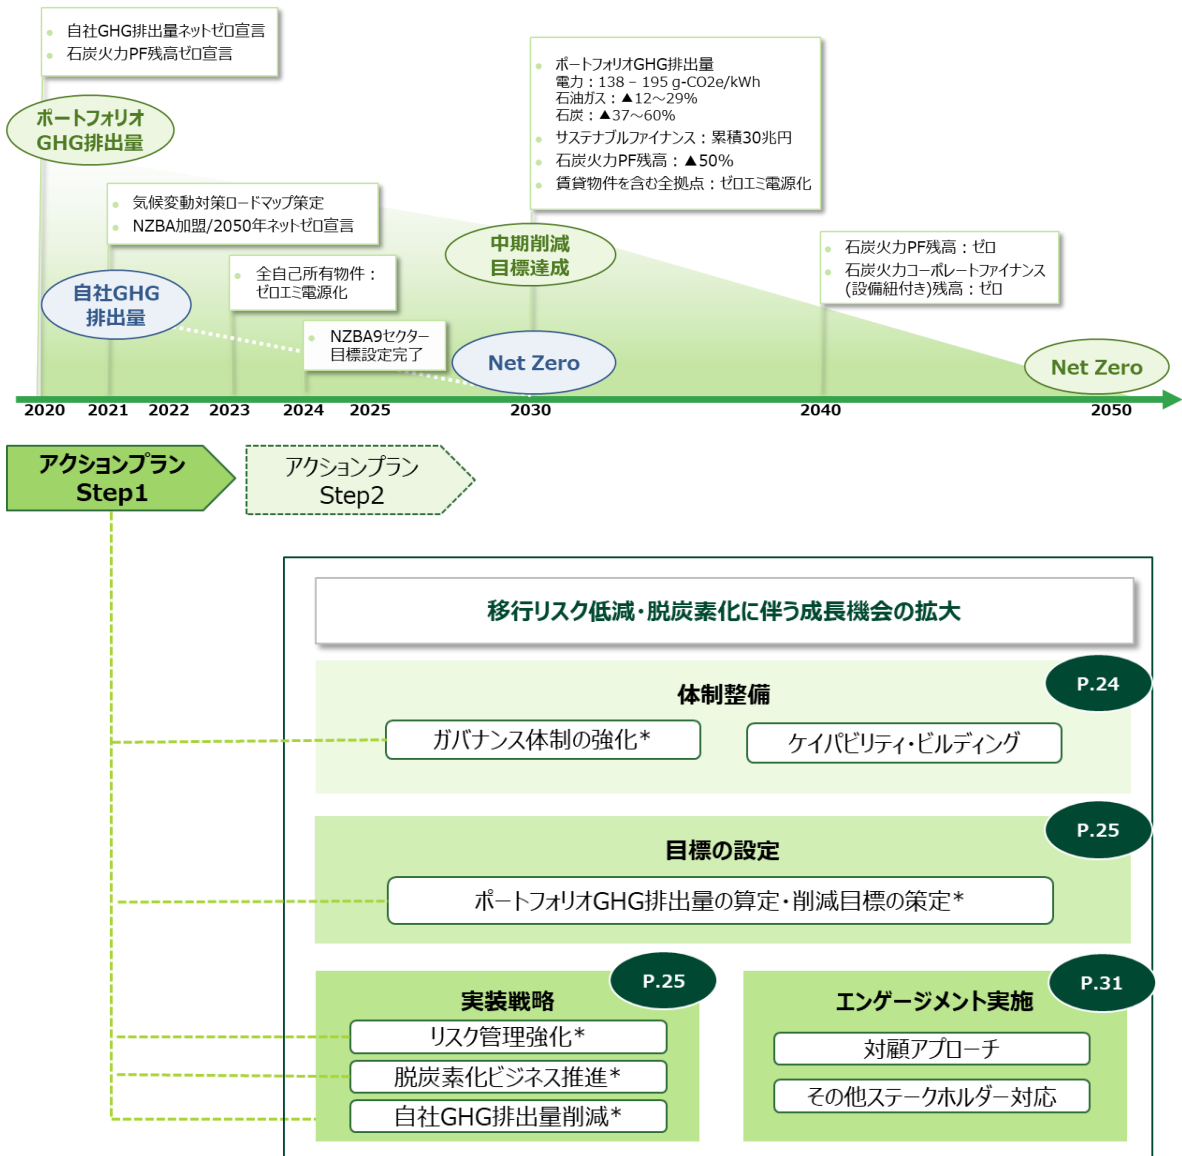 自社GHG排出量ネットゼロ宣言
石炭火力PF残高ゼロ宣言
ポートフォリオ
GHG排出量
気候変動対策ロードマップ策定
NZBA加盟/2050年ネットゼロ宣言
自社GHG
排出量
全自己所有物件：
ゼロエミ電源化
NZBA9セクター
目標設定完了
ポートフォリオGHG排出量
電力：138 – 195 g-CO2e/kWh
石油ガス：▲12～29%
石炭：▲37～60%
サステナブルファイナンス：累積30兆円
石炭火力PF残高：▲50%
賃貸物件を含む全拠点：ゼロエミ電源化
中期削減
目標達成
Net Zero
石炭火力PF残高：ゼロ
石炭火力コーポレートファイナンス
(設備紐付き)残高：ゼロ
Net Zero
2020 2021 2022 2023 2024 2025 2030 2040 2050
アクションプラン
Step1
アクションプラン
Step2
移行リスク低減・脱炭素化に伴う成長機会の拡大
P.24
体制整備
ガバナンス体制の強化*
ケイパビリティ・ビルディング
P.25
目標の設定
ポートフォリオGHG排出量の算定・削減目標の策定*
P.25
実装戦略
リスク管理強化*
脱炭素化ビジネス推進*
自社GHG排出量削減*
P.31
エンゲージメント実施
対顧アプローチ
その他ステークホルダー対応